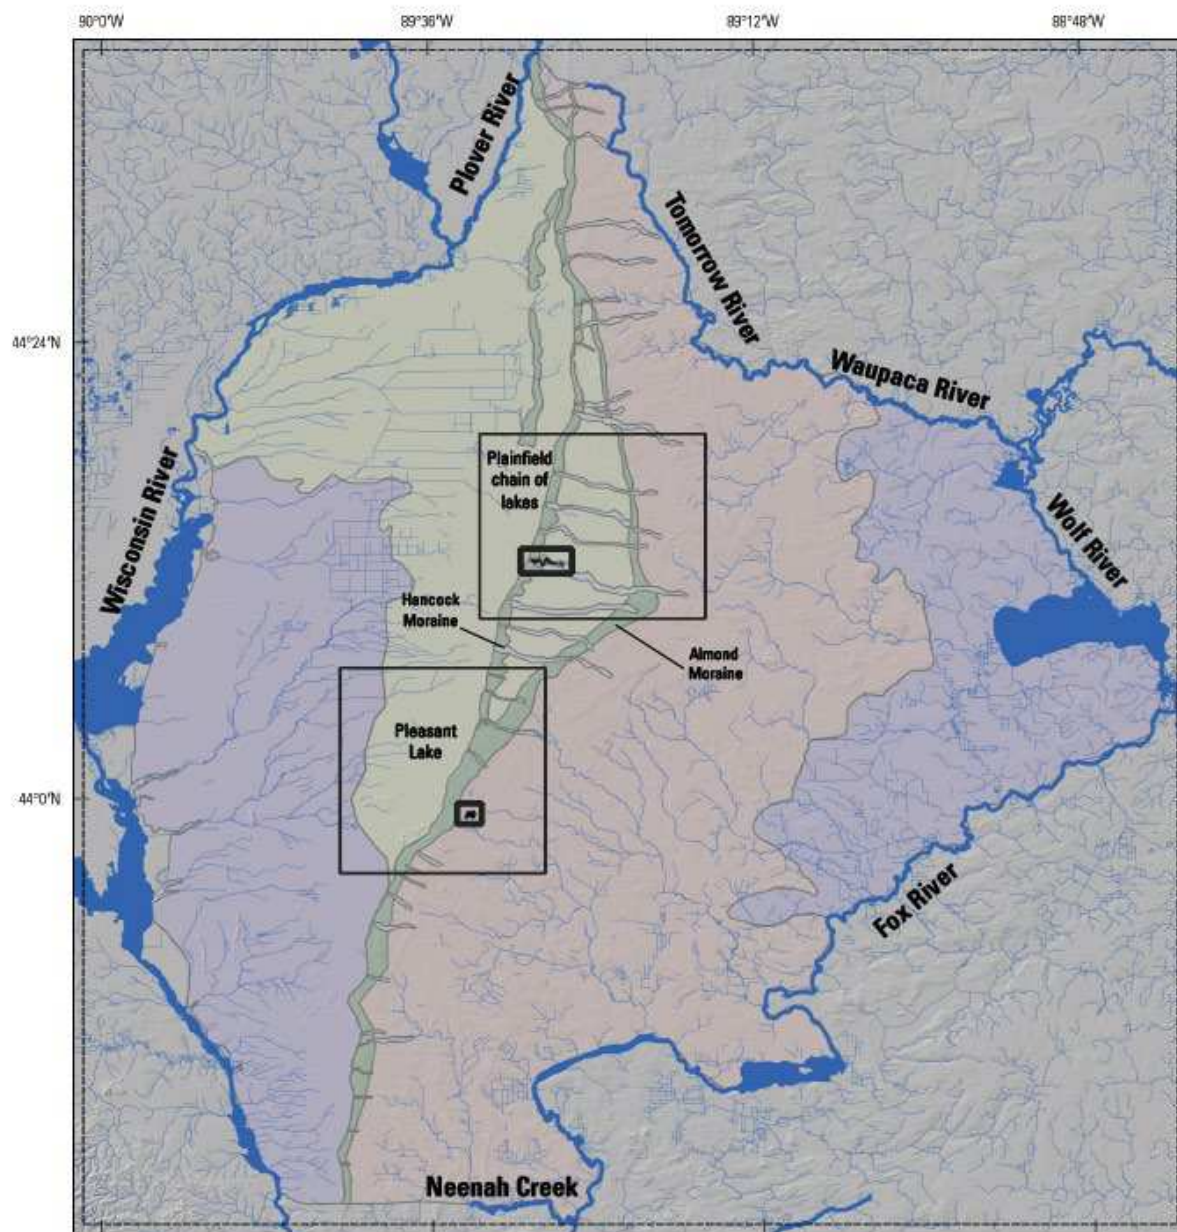 90°0'W
89°36'W
89°12'W
88°48'W
Plover River
Tomorrow River
44°24'N
Waupaca River
Wisconsin River
Plainfield
chain of
lakes
Wolf River
Hancock
Moraine
Almond
Moraine
Pleasant
Lake
44°0'N
Fox River
Neenah Creek